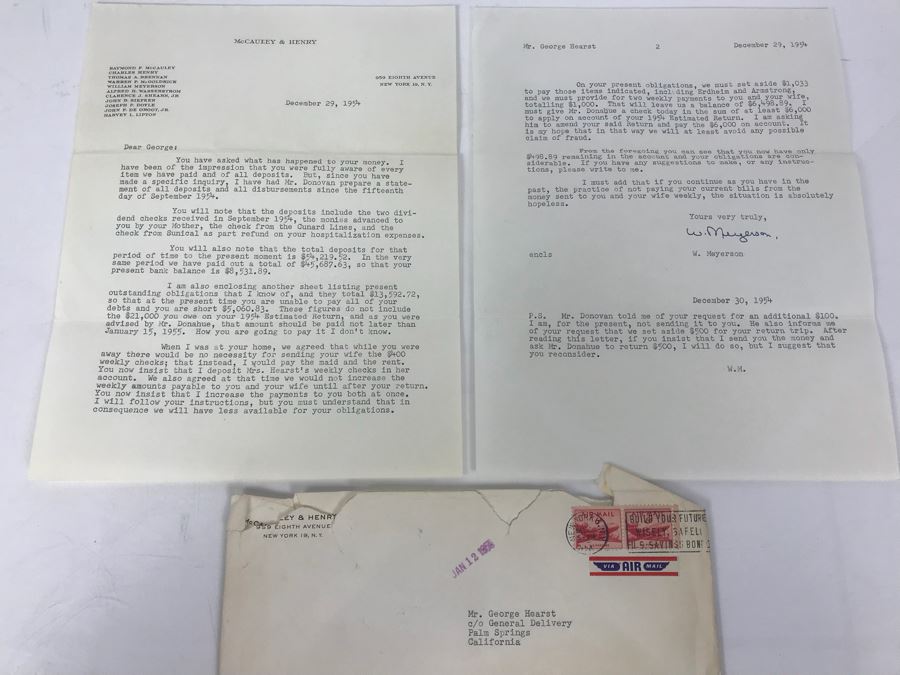 McCAULEY & HENRY
RAYMOND F. McCAULEY
CHARLES HENRY
THOMAS A. BRENNAN
WARREN P. McGOLDRICK
WILLIAM MEYERSON
ALFRED H. WASSERSTROM
CLARENCE J. SHEARN, JR
JOHN R. SIEFKEN
JOSEPH F. DOYLE
JOHN F. DE GOODT, JR.
HARVEY L. LIPTON
959 EIGHTH AVENUE
NEW YORK 19, N.Y.
December 29, 1954
Dear George:
You have asked what has happened to your money. I
have been of the impression that you were fully aware of every
item we have paid and of all deposits. But, since you have
made a specific inquiry, I have had Mr. Donovan prepare a state-
ment of all deposits and all disbursements since the fifteenth
day of September 1954.
You will note that the deposits include the two divi-
dend checks received in September 1954, the monies advanced to
you by your Mother, the check from the Cunard Lines, and the
check from Sunical as part refund on your hospitalization expenses.
You will also note that the total deposits for that
period of time to the present moment is $54,219.52. In the very
same period we have paid out a total of $45,687.63, so that your
present bank balance is $8,531.89.
I am also enclosing another sheet listing present
outstanding obligations that I know of, and they total $13,592.72,
so that at the present time you are unable to pay all of your
debts and you are short $5,060.83. These figures do not include
the $21,000 you owe on your 1954 Estimated Return, and as you were
advised by Mr. Donahue, that amount should be paid not later than
January 15, 1955. How you are going to pay it I don't know.
When I was at your home, we agreed that while you were
away there would be no necessity for sending your wife the $400
weekly checks; that instead, I would pay the maid and the rent.
You now insist that I deposit Mrs. Hearst's weekly checks in her
account. We also agreed at that time we would not increase the
weekly amounts payable to you and your wife until after your return.
You now insist that I increase the payments to you both at once.
I will follow your instructions, but you must understand that in
consequence we will have less available for your obligations.
Mr. George Hearst 2 December 29, 1954
On your present obligations, we must set aside $1,033
to pay those items indicated, including Erdheim and Armstrong,
and we must provide for two weekly payments to you and your wife,
totalling $1,000. That will leave us a balance of $6,498.89. I
must give Mr. Donahue a check today in the sum of at least $6,000
to apply on account of your 1954 Estimated Return. I am asking
him to amend your said Return and pay the $6,000 on account. It
is my hope that in that way we will at least avoid any possible
claim of fraud.
From the foregoing you can see that you now have only
$498.89 remaining in the account and your obligations are con-
siderable. If you have any suggestions to make, or any instruc-
tions, please write to me.
I must add that if you continue as you have in the
past, the practice of not paying your current bills from the
money sent to you and your wife weekly, the situation is absolutely
hopeless.
Yours very truly,
W. Meyerson.
encls W. Meyerson
December 30, 1954
P.S. Mr. Donovan told me of your request for an additional $100.
I am, for the present, not sending it to you. He also informs me
of your request that we set aside $500 for your return trip. After
reading this letter, if you insist that I send you the money and
ask Mr. Donahue to return $500, I will do so, but I suggest that
you reconsider.
W.M.
McCAULEY & HENRY
959 EIGHTH AVENUE
NEW YORK 19, N.Y.
JAN 12 1955
AIR MAIL
BUILD YOUR FUTURE
WISELY, SAFELY
U.S. SAVINGS BONDS
VIA AIR MAIL
Mr. George Hearst
c/o General Delivery
Palm Springs
California